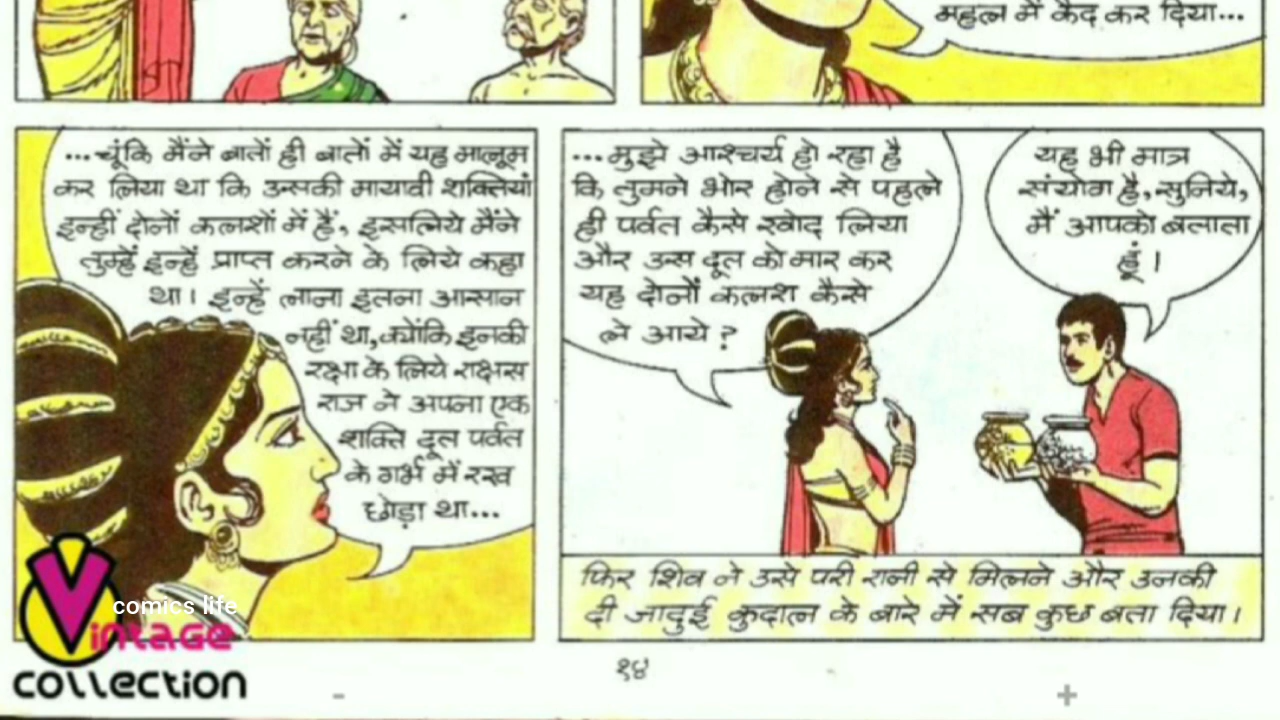 महल में कैद कर दिया...
...चूंकि मैंने बातों ही बातों में यह मालूम
कर लिया था कि उसकी मायावी शक्तियां
इन्हीं दोनों कलशों में हैं, इसलिये मैंने
तुम्हें इन्हें प्राप्त करने के लिये कहा
था। इन्हें लाना इतना आसान
नहीं था, क्योंकि इनकी
रक्षा के लिये राक्षस
राज ने अपना एक
शक्ति दूत पर्वत
के गर्भ में रख
छोड़ा था...
...मुझे आश्चर्य हो रहा है
कि तुमने भोर होने से पहले
ही पर्वत कैसे खोद लिया
और उस दूत को मार कर
यह दोनों कलश कैसे
ले आये?
यह भी मात्र
संयोग है, सुनिये,
मैं आपको बताता
हूं।
फिर शिव ने उसे परी रानी से मिलने और उनकी
दी जादुई कुदाल के बारे में सब कुछ बता दिया।
१४
comics life
Vintage
collection